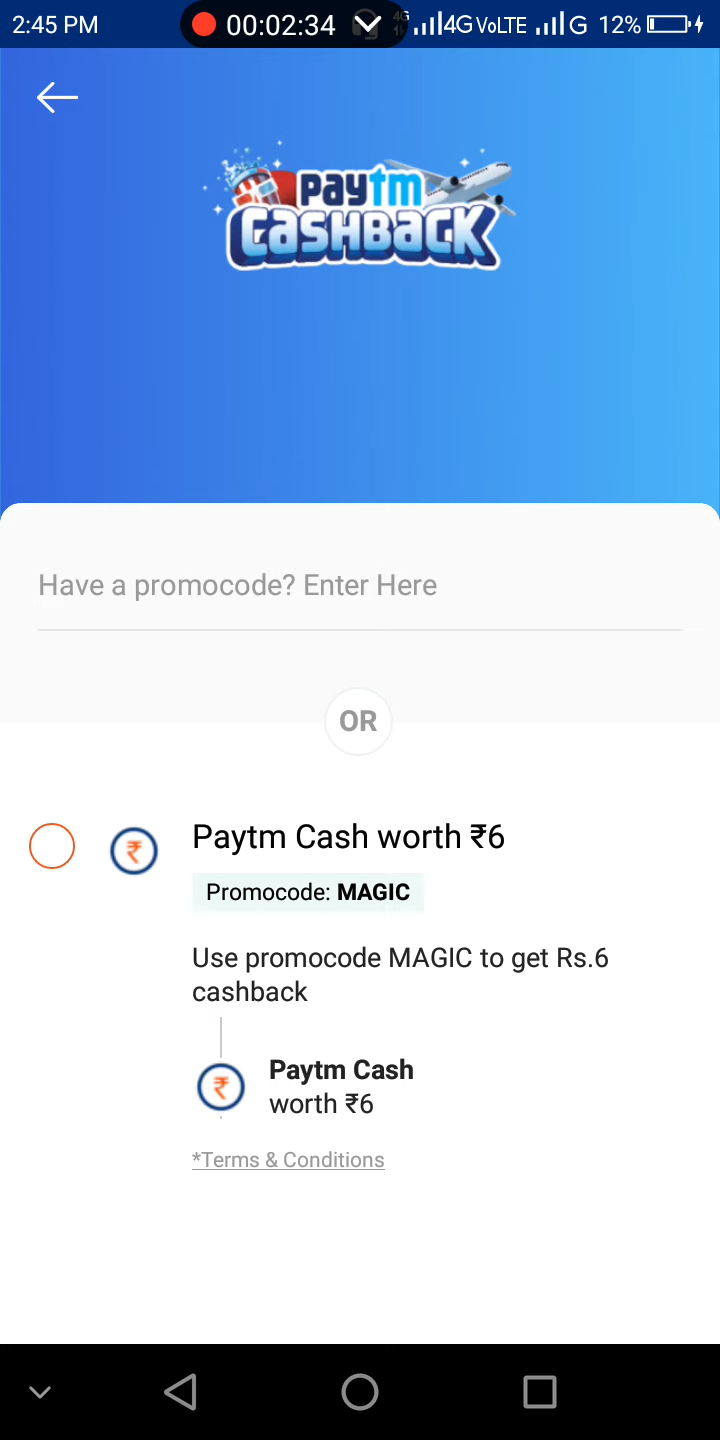 2:45 PM 00:02:34 4G 4G VoLTE G 12%
paytm
CASHBACK
Have a promocode? Enter Here
OR
Paytm Cash worth ₹6
Promocode: MAGIC
Use promocode MAGIC to get Rs.6
cashback
Paytm Cash
worth ₹6
*Terms & Conditions